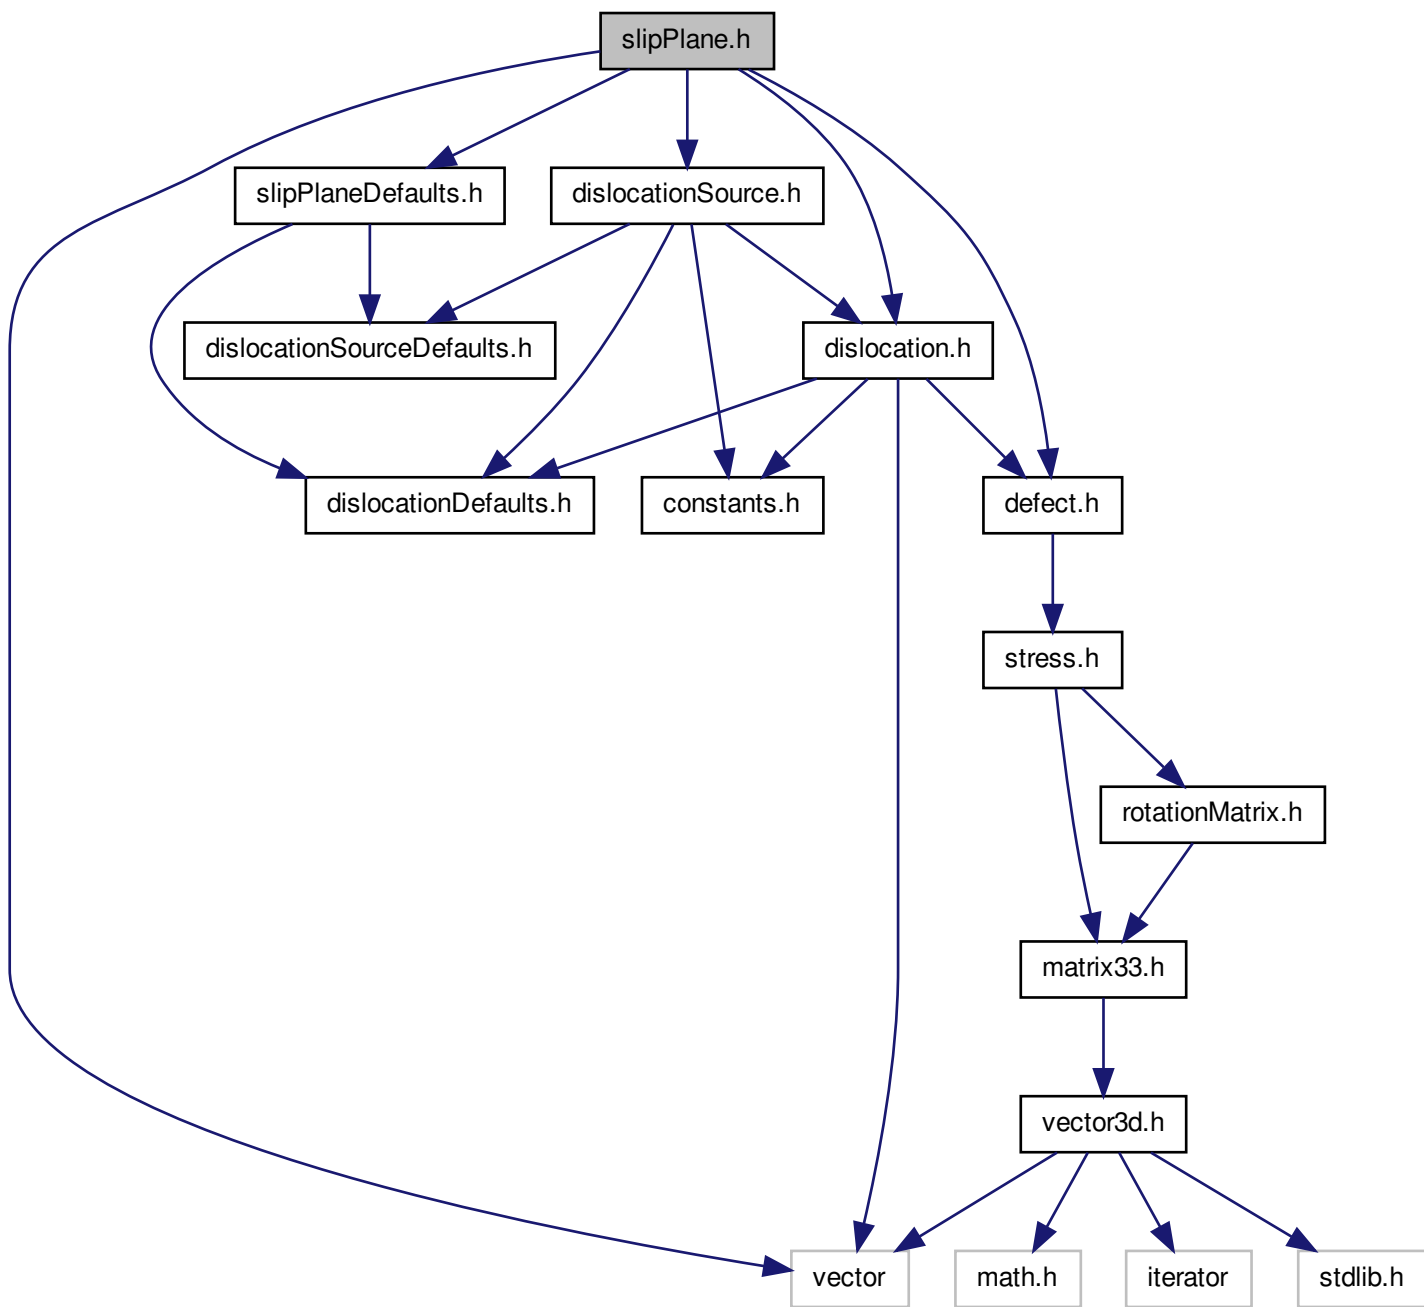 slipPlane.h
slipPlaneDefaults.h
dislocationSource.h
dislocationSourceDefaults.h
dislocation.h
dislocationDefaults.h
constants.h
defect.h
stress.h
rotationMatrix.h
matrix33.h
vector3d.h
vector
math.h
iterator
stdlib.h